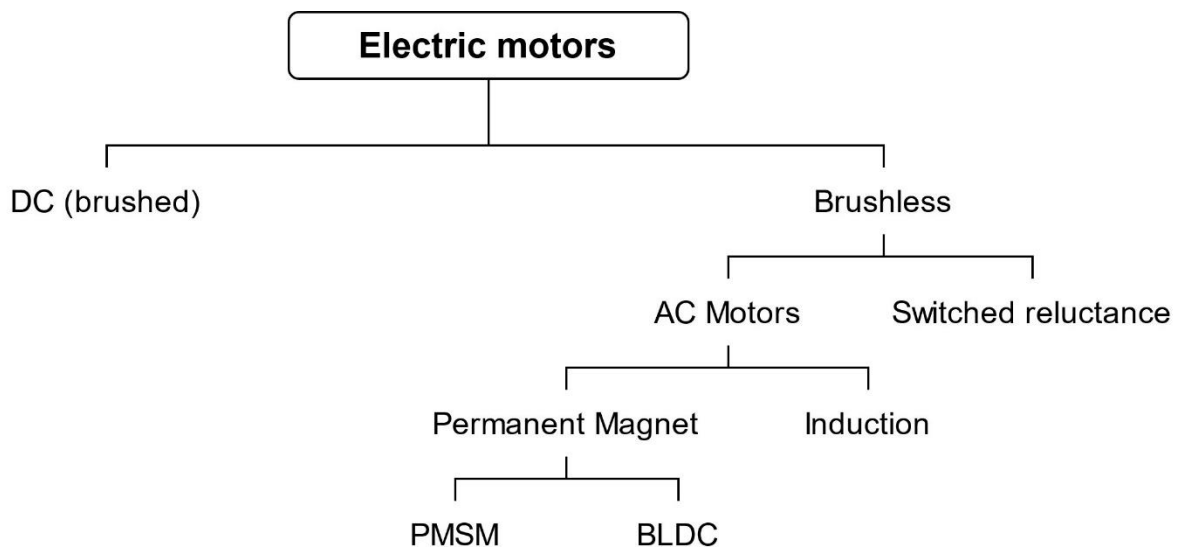 Electric motors
DC (brushed)
Brushless
AC Motors
Switched reluctance
Permanent Magnet
Induction
PMSM
BLDC